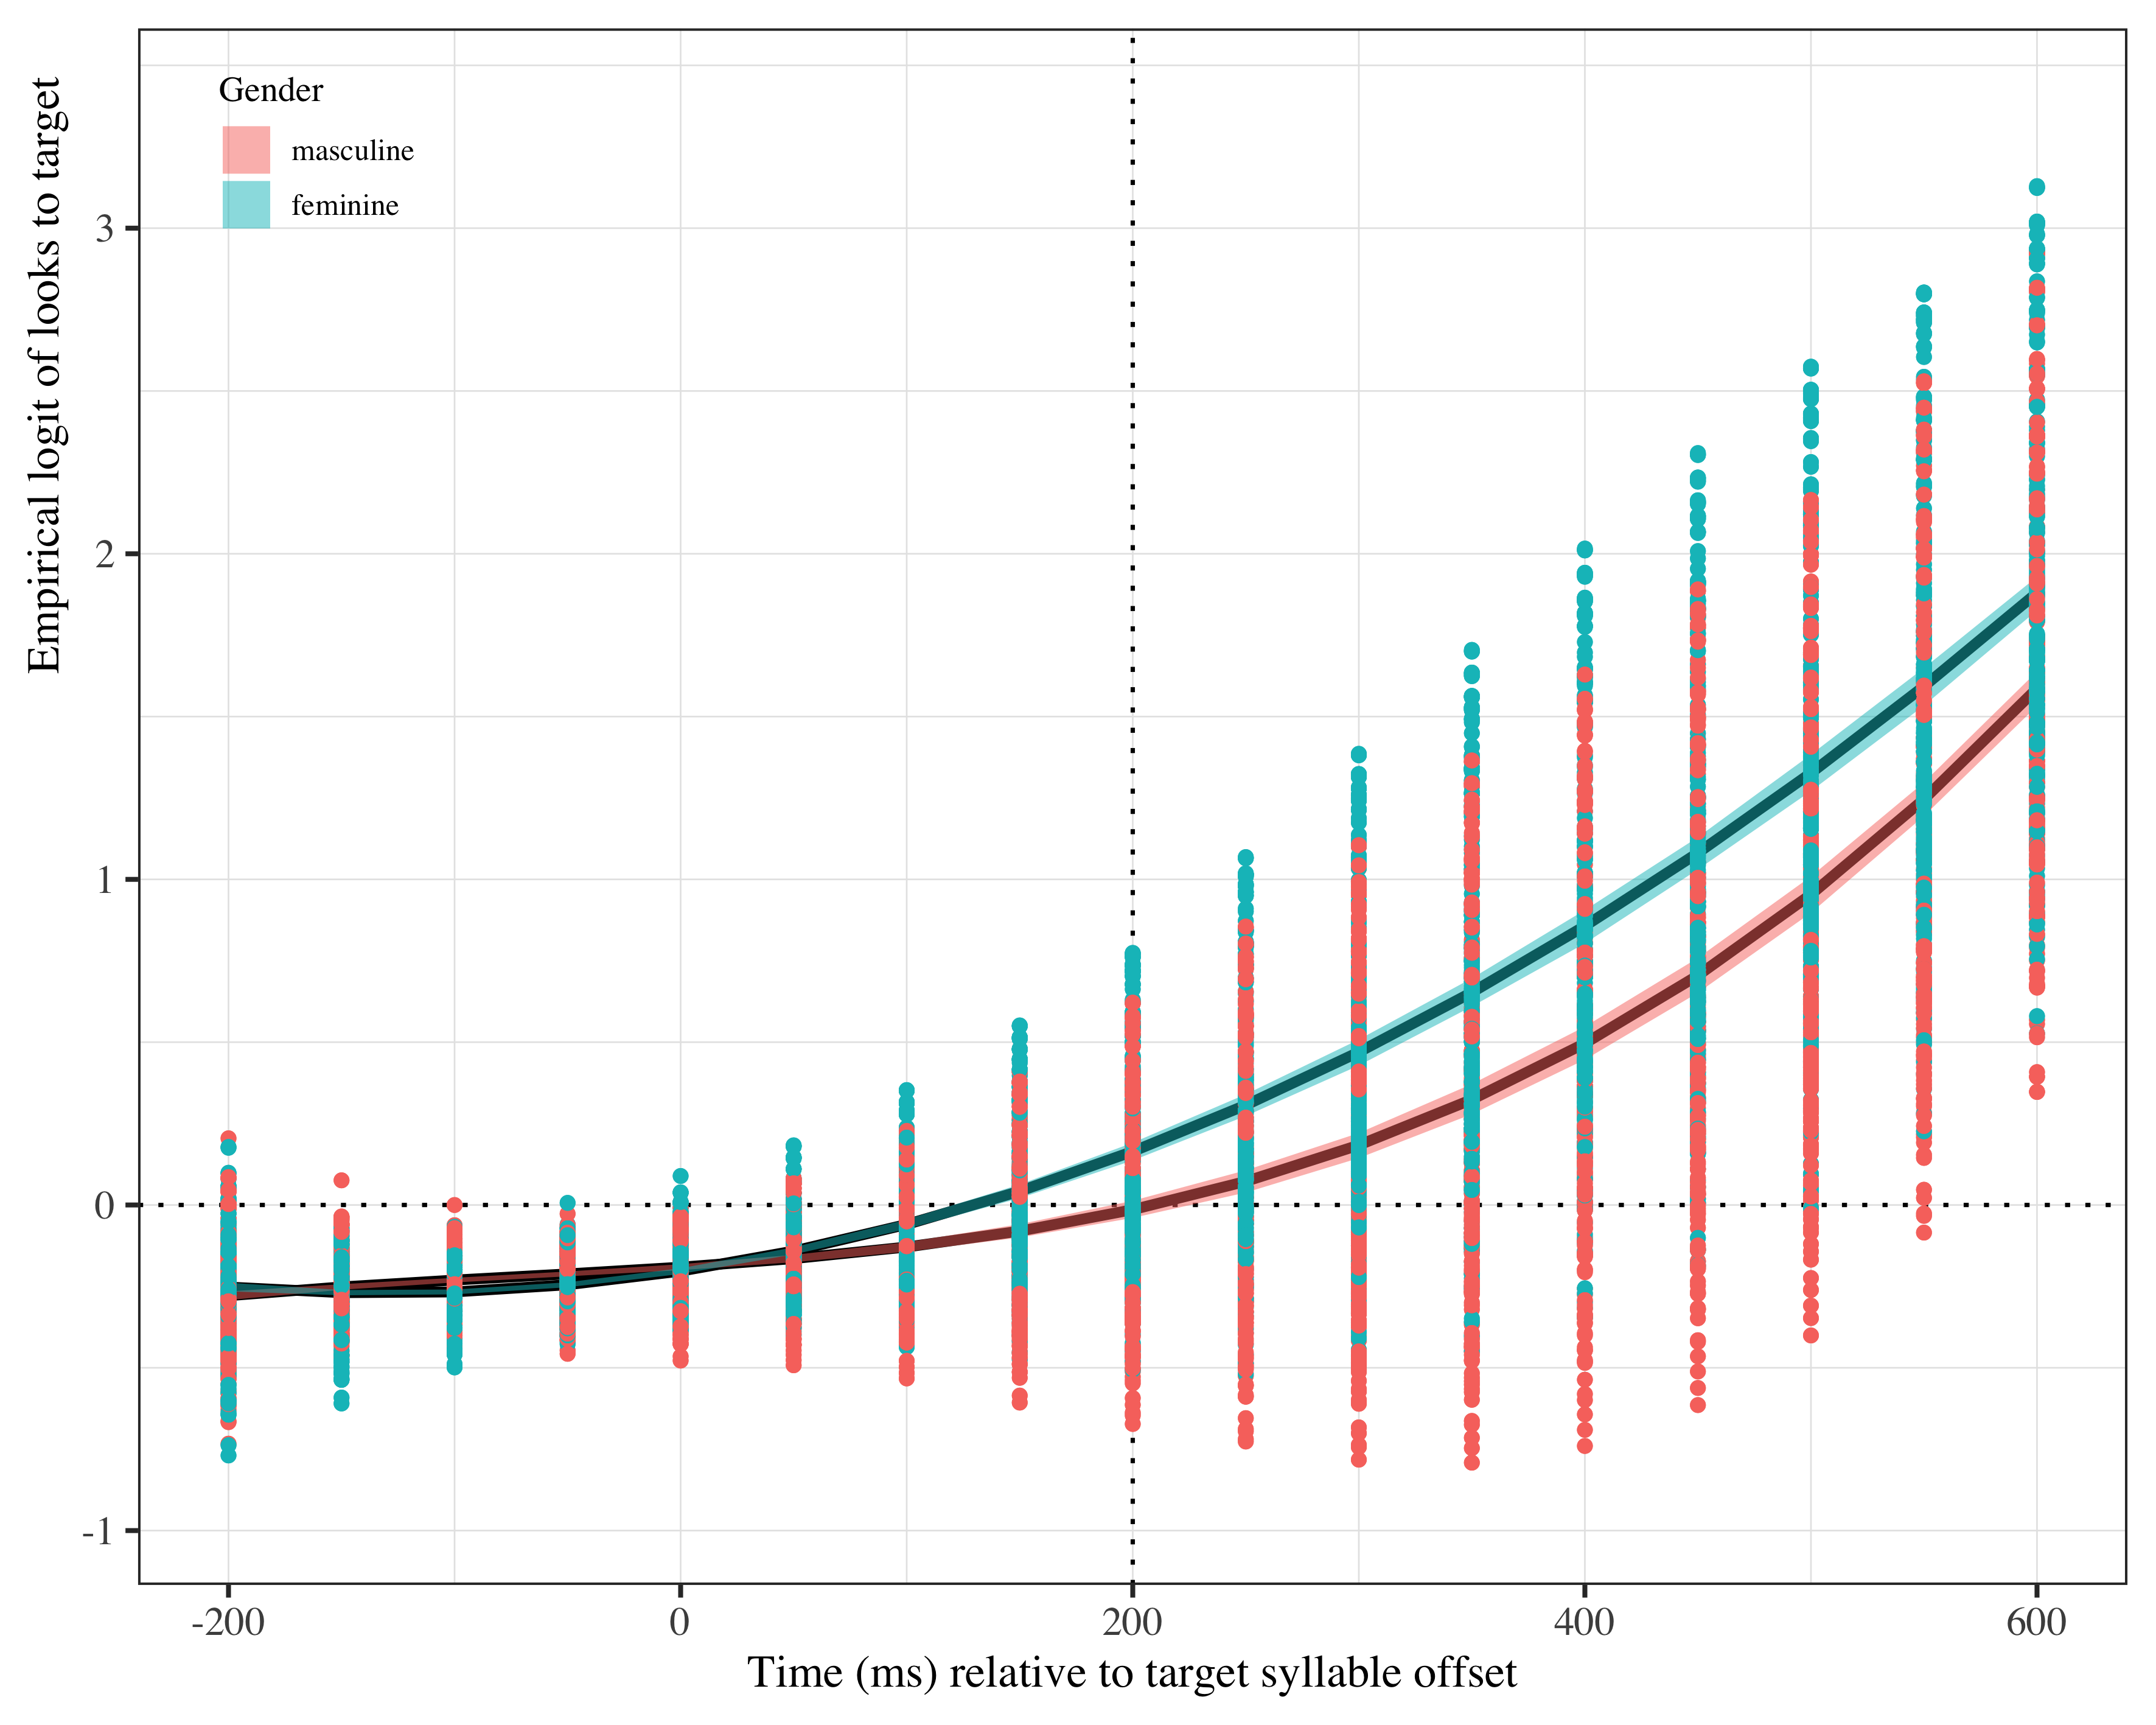 Gender
masculine
feminine
Empirical logit of looks to target
3
2
1
0
-1
-200
0
200
400
600
Time (ms) relative to target syllable offset